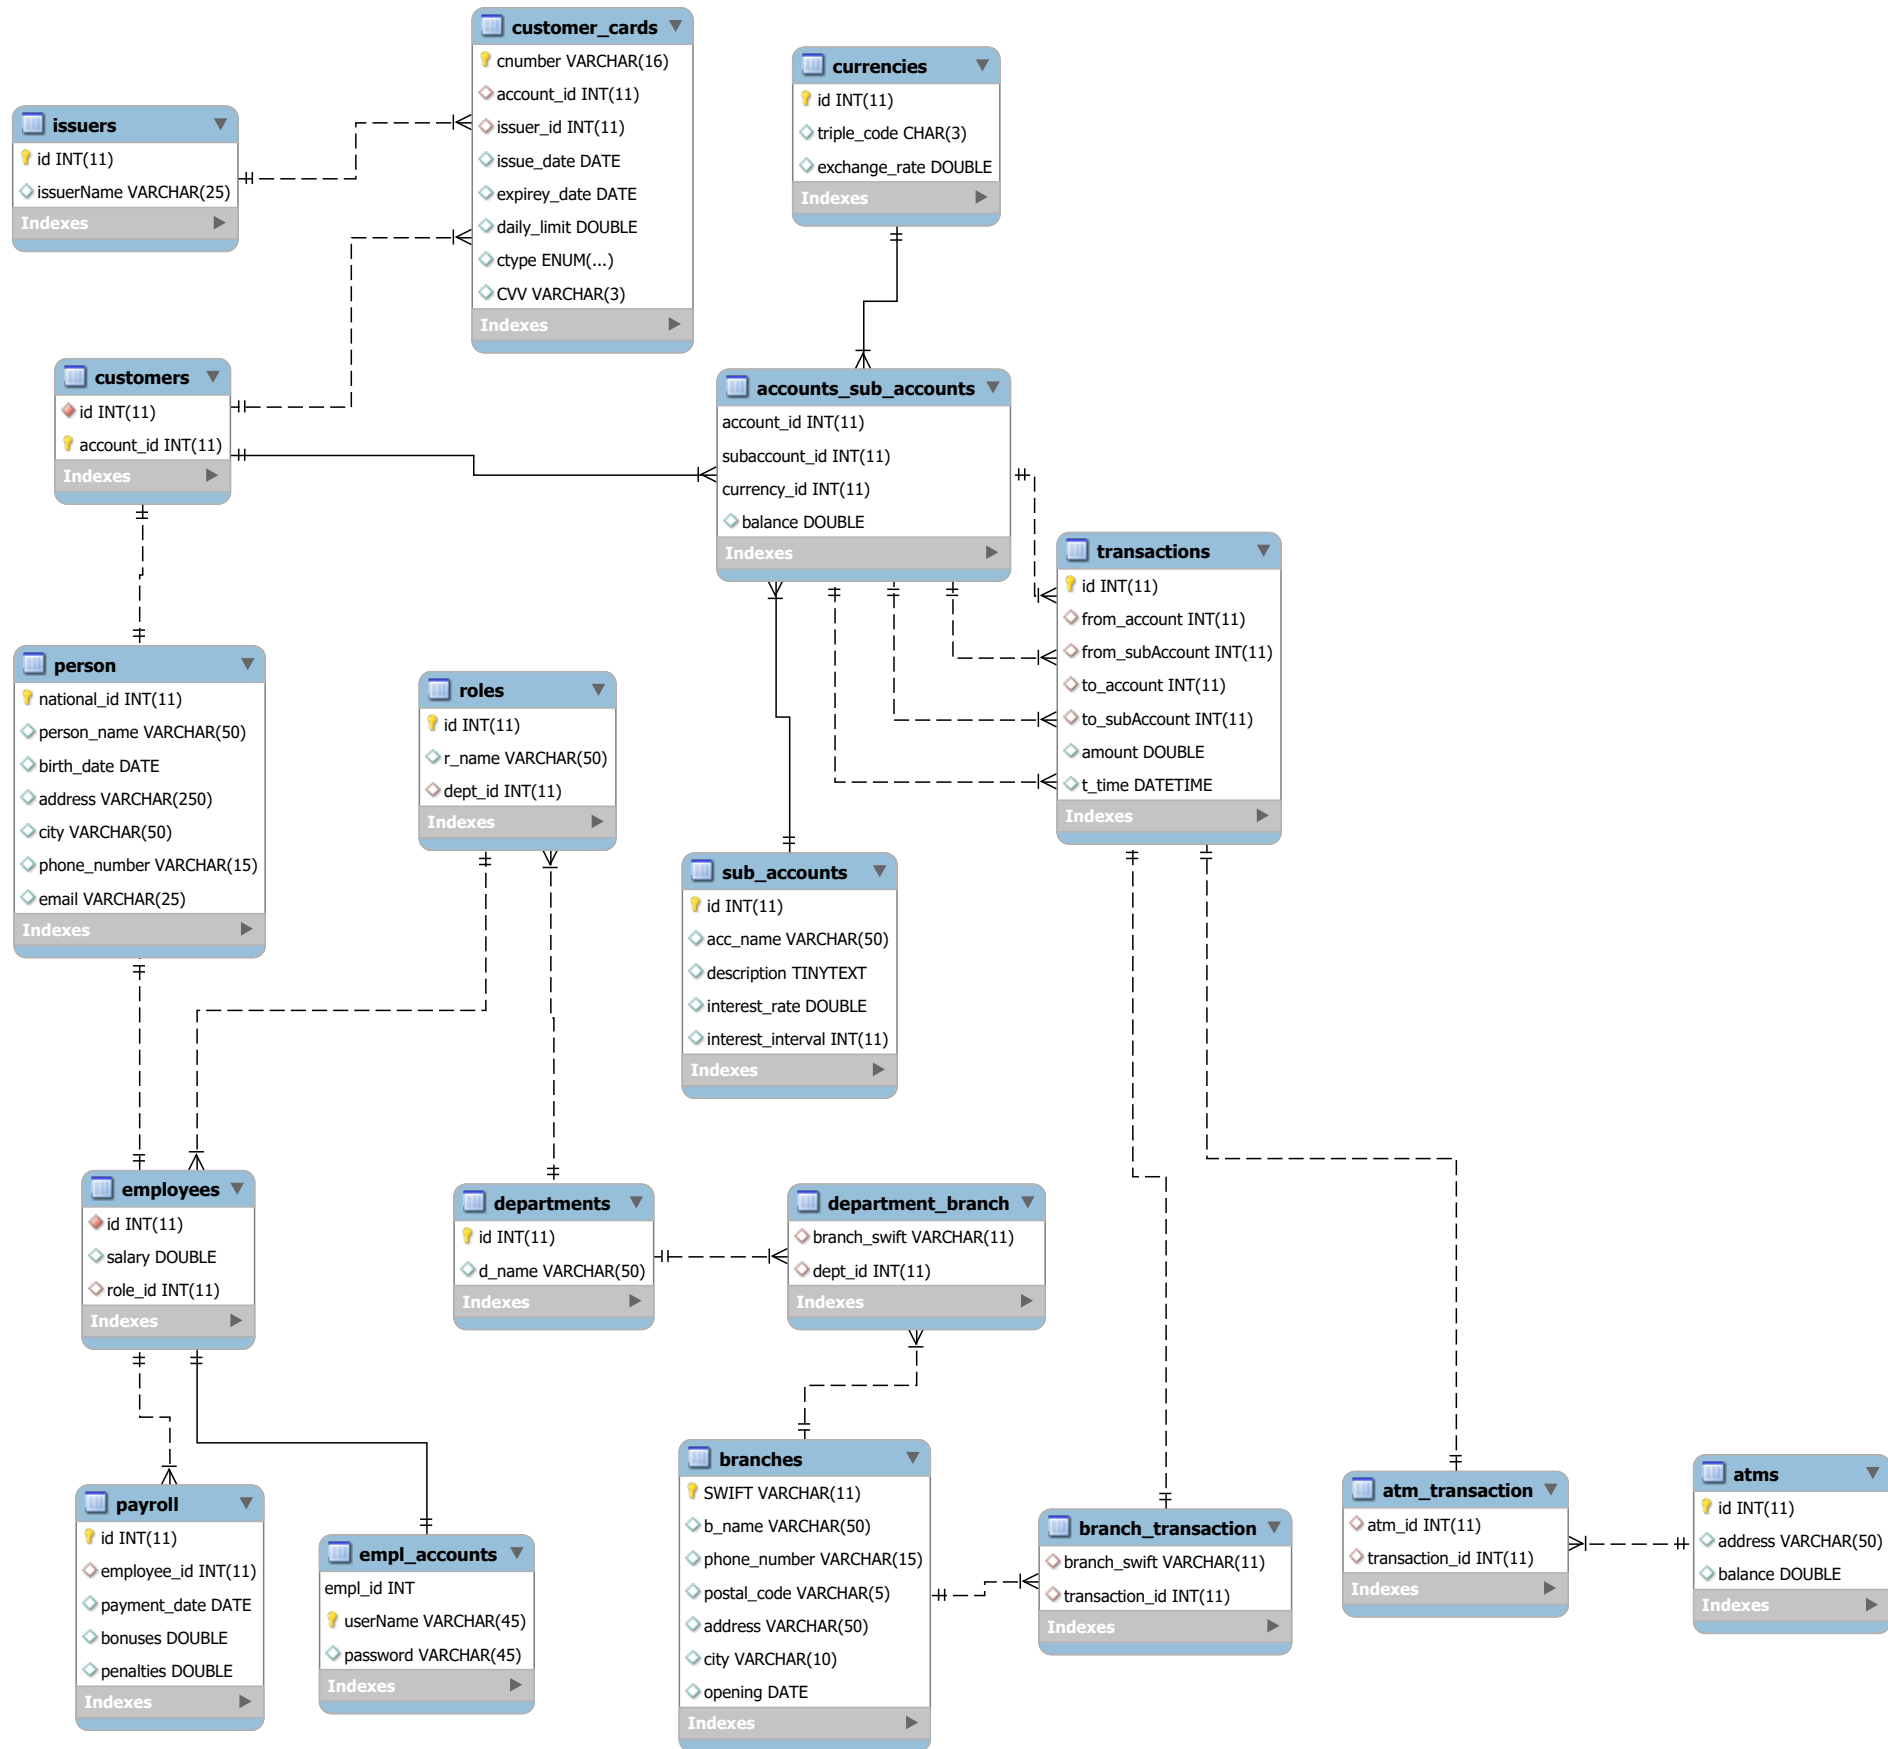 customer_cards
cnumber VARCHAR(16)
account_id INT(11)
issuer_id INT(11)
issue_date DATE
expirey_date DATE
daily_limit DOUBLE
ctype ENUM(...)
CVV VARCHAR(3)
Indexes
currencies
id INT(11)
triple_code CHAR(3)
exchange_rate DOUBLE
Indexes
issuers
id INT(11)
issuerName VARCHAR(25)
Indexes
customers
id INT(11)
account_id INT(11)
Indexes
accounts_sub_accounts
account_id INT(11)
subaccount_id INT(11)
currency_id INT(11)
balance DOUBLE
Indexes
transactions
id INT(11)
from_account INT(11)
from_subAccount INT(11)
to_account INT(11)
to_subAccount INT(11)
amount DOUBLE
t_time DATETIME
Indexes
person
national_id INT(11)
person_name VARCHAR(50)
birth_date DATE
address VARCHAR(250)
city VARCHAR(50)
phone_number VARCHAR(15)
email VARCHAR(25)
Indexes
roles
id INT(11)
r_name VARCHAR(50)
dept_id INT(11)
Indexes
sub_accounts
id INT(11)
acc_name VARCHAR(50)
description TINYTEXT
interest_rate DOUBLE
interest_interval INT(11)
Indexes
employees
id INT(11)
salary DOUBLE
role_id INT(11)
Indexes
departments
id INT(11)
d_name VARCHAR(50)
Indexes
department_branch
branch_swift VARCHAR(11)
dept_id INT(11)
Indexes
payroll
id INT(11)
employee_id INT(11)
payment_date DATE
bonuses DOUBLE
penalties DOUBLE
Indexes
empl_accounts
empl_id INT
userName VARCHAR(45)
password VARCHAR(45)
Indexes
branches
SWIFT VARCHAR(11)
b_name VARCHAR(50)
phone_number VARCHAR(15)
postal_code VARCHAR(5)
address VARCHAR(50)
city VARCHAR(10)
opening DATE
Indexes
branch_transaction
branch_swift VARCHAR(11)
transaction_id INT(11)
Indexes
atm_transaction
atm_id INT(11)
transaction_id INT(11)
Indexes
atms
id INT(11)
address VARCHAR(50)
balance DOUBLE
Indexes